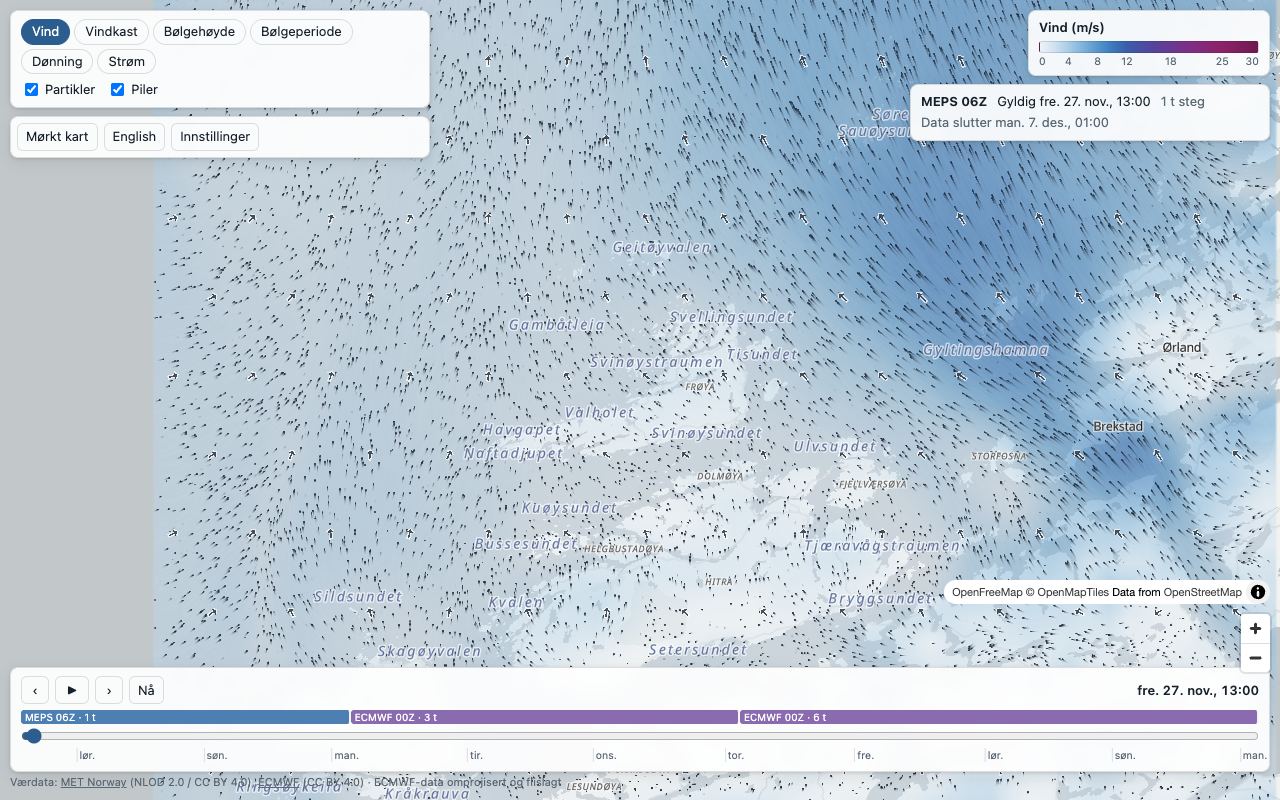 Vind Vindkast Bølgehøyde Bølgeperiode
Dønning Strøm
Partikler Piler
Mørkt kart English Innstillinger
Vind (m/s)
0 4 8 12 18 25 30
MEPS 06Z Gyldig fre. 27. nov., 13:00 1 t steg
Data slutter man. 7. des., 01:00
Geitøyvalen
Svellingsundet
Gambåtleia
Gyltingshamna
Ørland
Tisundet
Svinøystraumen
FRØYA
Valholet
Brekstad
Havgapet
Svinøysundet
Ulvsundet
Naftadjupet
STORFOSNA
DOLMØYA
FJELLVÆRSØYA
Kuøysundet
Bussesundet
HELGBUSTADØYA
Tjæravågstraumen
HITRA
OpenFreeMap © OpenMapTiles Data from OpenStreetMap
Sildsundet
Kvalen
Bryggsundet
+
Skagøyvalen
Setersundet
−
‹ › Nå
fre. 27. nov., 13:00
MEPS 06Z · 1 t ECMWF 00Z · 3 t ECMWF 00Z · 6 t
lør. søn. man. tir. ons. tor. fre. lør. søn. man.
Værdata: MET Norway (NLOD 2.0 / CC BY 4.0) · ECMWF (CC BY 4.0) · ECMWF-data omprojisert og flislagt
LESUNDØYA
Kråkrauva